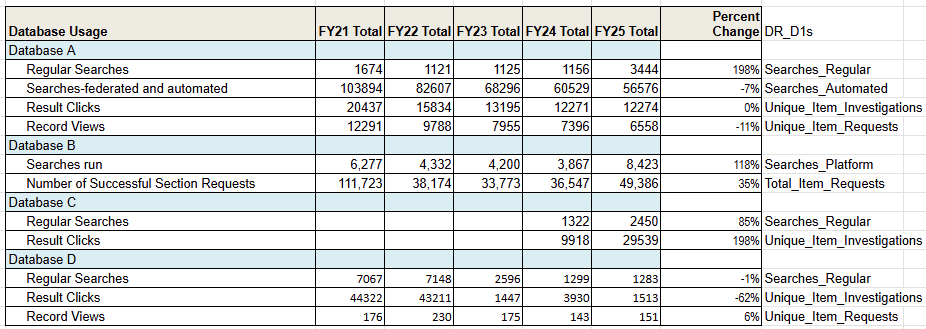 Database Usage FY21 Total FY22 Total FY23 Total FY24 Total FY25 Total Percent Change DR_D1s
Database A
Regular Searches 1674 1121 1125 1156 3444 198% Searches_Regular
Searches-federated and automated 103894 82607 68296 60529 56576 -7% Searches_Automated
Result Clicks 20437 15834 13195 12271 12274 0% Unique_Item_Investigations
Record Views 12291 9788 7955 7396 6558 -11% Unique_Item_Requests
Database B
Searches run 6,277 4,332 4,200 3,867 8,423 118% Searches_Platform
Number of Successful Section Requests 111,723 38,174 33,773 36,547 49,386 35% Total_Item_Requests
Database C
Regular Searches 1322 2450 85% Searches_Regular
Result Clicks 9918 29539 198% Unique_Item_Investigations
Database D
Regular Searches 7067 7148 2596 1299 1283 -1% Searches_Regular
Result Clicks 44322 43211 1447 3930 1513 -62% Unique_Item_Investigations
Record Views 176 230 175 143 151 6% Unique_Item_Requests